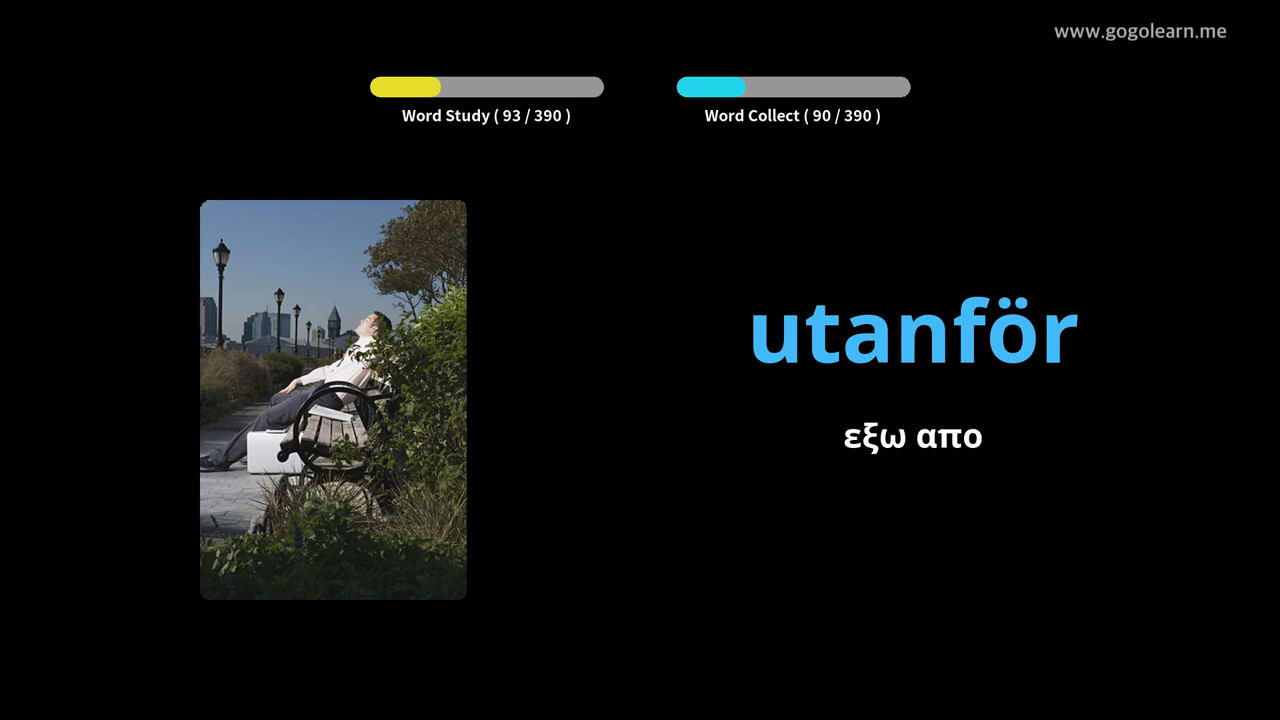 www.gogolearn.me
Word Study ( 93 / 390 )
Word Collect ( 90 / 390 )
utanför
εξω απο